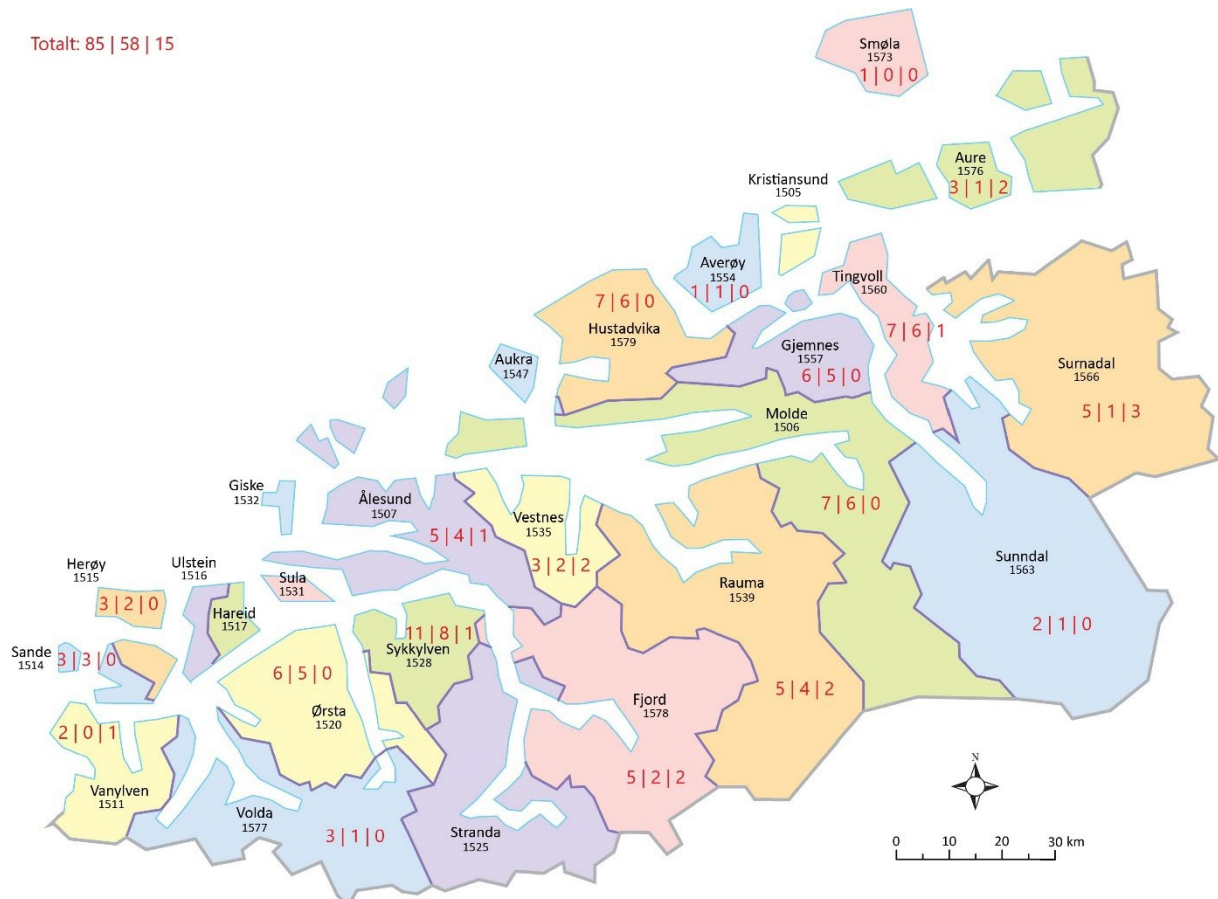 Totalt: 85 | 58 | 15
Smøla
1573
1 | 0 | 0
Aure
1576
3 | 1 | 2
Kristiansund
1505
Averøy
1554
1 | 1 | 0
Tingvoll
1560
7 | 6 | 1
7 | 6 | 0
Hustadvika
1579
Gjemnes
1557
6 | 5 | 0
Aukra
1547
Surnadal
1566
5 | 1 | 3
Molde
1506
7 | 6 | 0
Giske
1532
Ålesund
1507
5 | 4 | 1
Vestnes
1535
3 | 2 | 2
Rauma
1539
5 | 4 | 2
Sunndal
1563
2 | 1 | 0
Herøy
1515
3 | 2 | 0
Ulstein
1516
Hareid
1517
Sula
1531
Sande
1514
3 | 3 | 0
11 | 8 | 1
Sykkylven
1528
6 | 5 | 0
Ørsta
1520
Fjord
1578
5 | 2 | 2
2 | 0 | 1
Vanylven
1511
Volda
1577
3 | 1 | 0
Stranda
1525
N
0 10 20 30 km